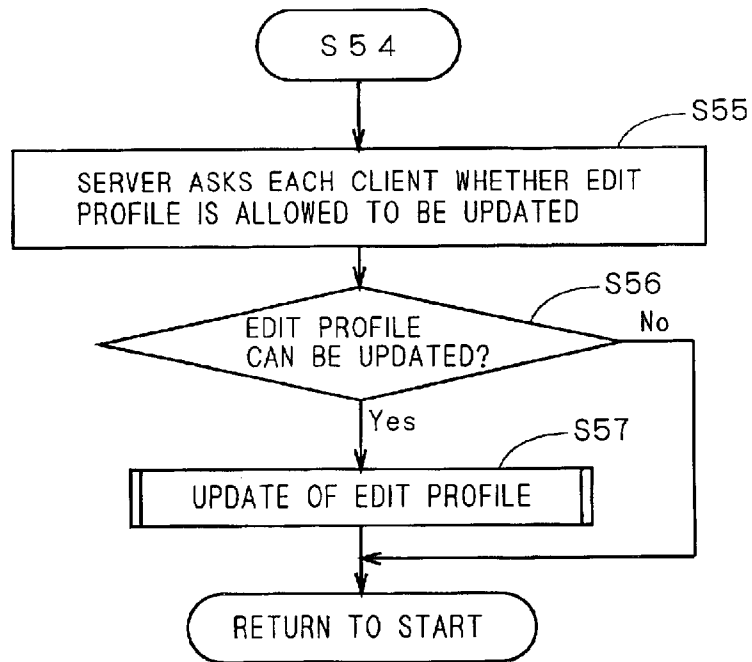 S54
S55
SERVER ASKS EACH CLIENT WHETHER EDIT
PROFILE IS ALLOWED TO BE UPDATED
S56
EDIT PROFILE
CAN BE UPDATED?
No
Yes
S57
UPDATE OF EDIT PROFILE
RETURN TO START